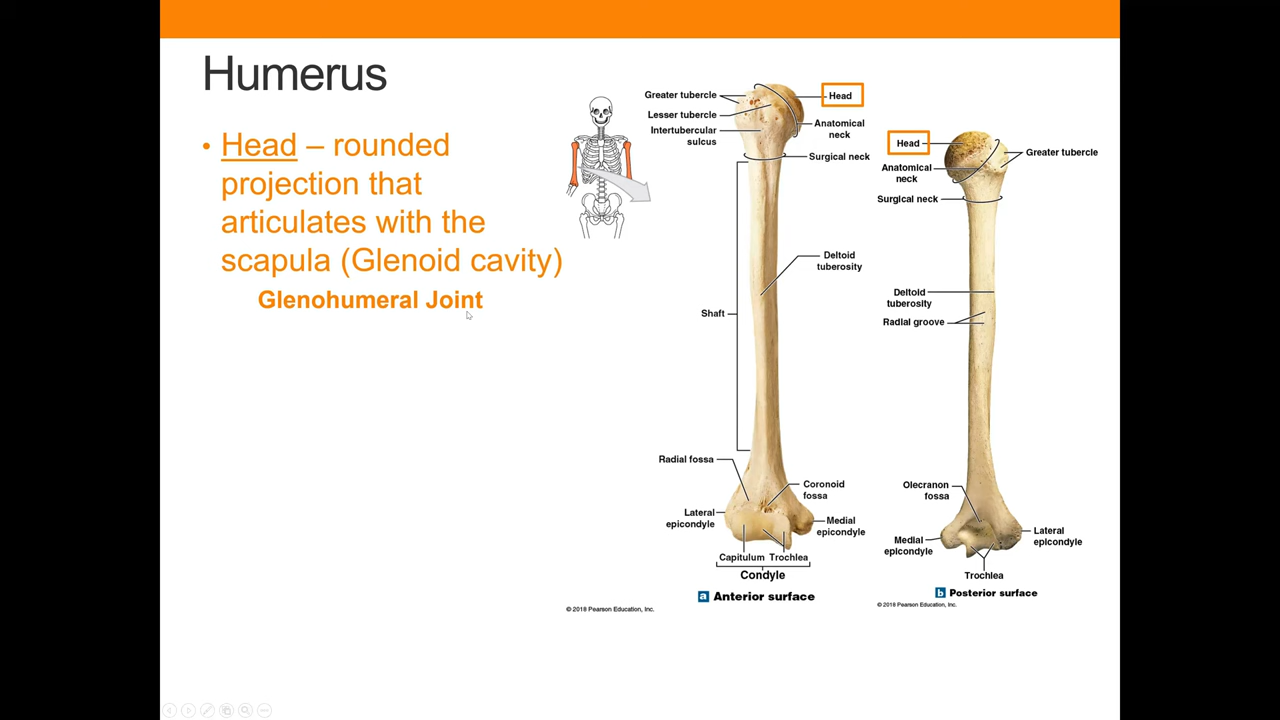 Humerus
• Head – rounded
projection that
articulates with the
scapula (Glenoid cavity)
Glenohumeral Joint
Greater tubercle
Lesser tubercle
Intertubercular
sulcus
Head
Anatomical
neck
Surgical neck
Deltoid
tuberosity
Shaft
Radial fossa
Coronoid
fossa
Lateral
epicondyle
Medial
epicondyle
Capitulum
Trochlea
Condyle
a Anterior surface
© 2018 Pearson Education, Inc.
Head
Greater tubercle
Anatomical
neck
Surgical neck
Deltoid
tuberosity
Radial groove
Olecranon
fossa
Medial
epicondyle
Lateral
epicondyle
Trochlea
b Posterior surface
© 2018 Pearson Education, Inc.